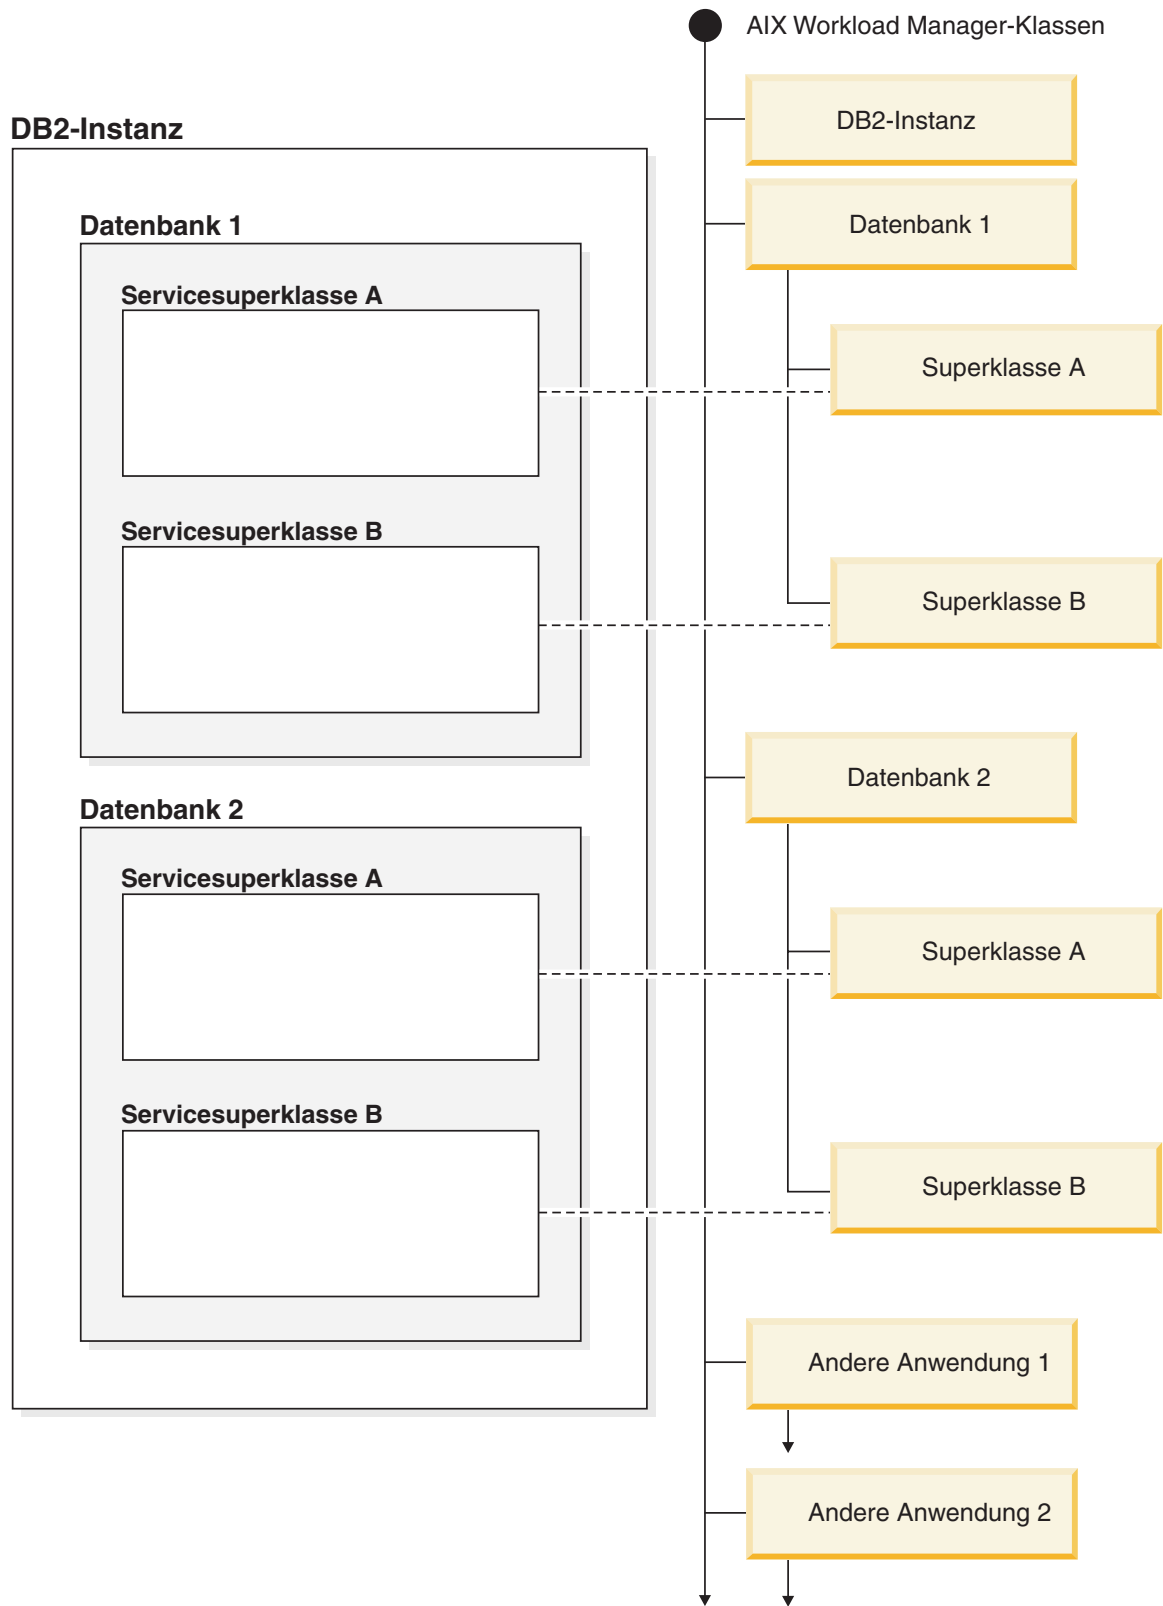 AIX Workload Manager-Klassen
DB2-Instanz
Datenbank 1
Servicesuperklasse A
Servicesuperklasse B
Datenbank 2
Servicesuperklasse A
Servicesuperklasse B
DB2-Instanz
Datenbank 1
Superklasse A
Superklasse B
Datenbank 2
Superklasse A
Superklasse B
Andere Anwendung 1
Andere Anwendung 2